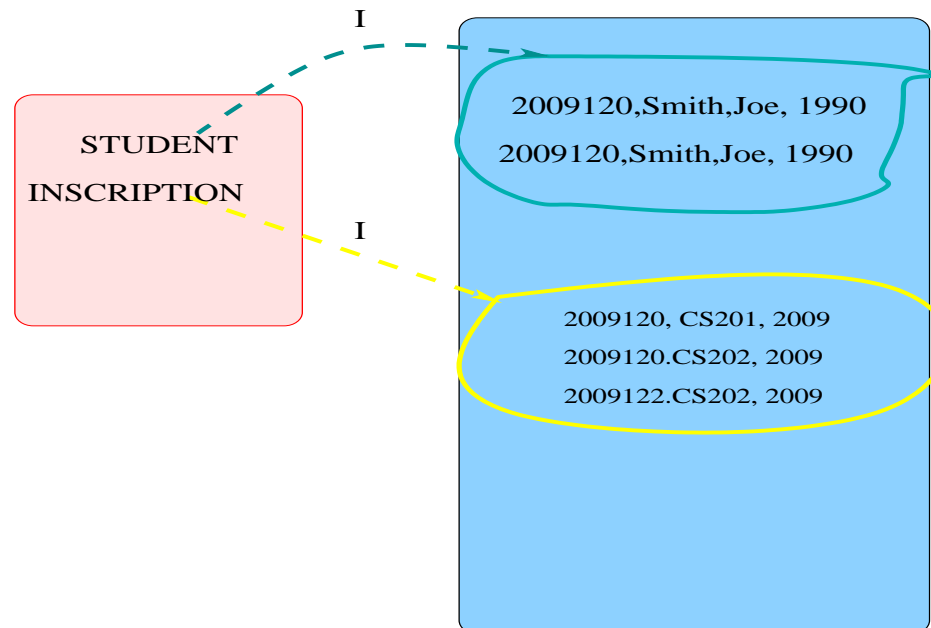 I
STUDENT
INSCRIPTION
I
2009120,Smith,Joe, 1990
2009120,Smith,Joe, 1990
2009120, CS201, 2009
2009120.CS202, 2009
2009122.CS202, 2009